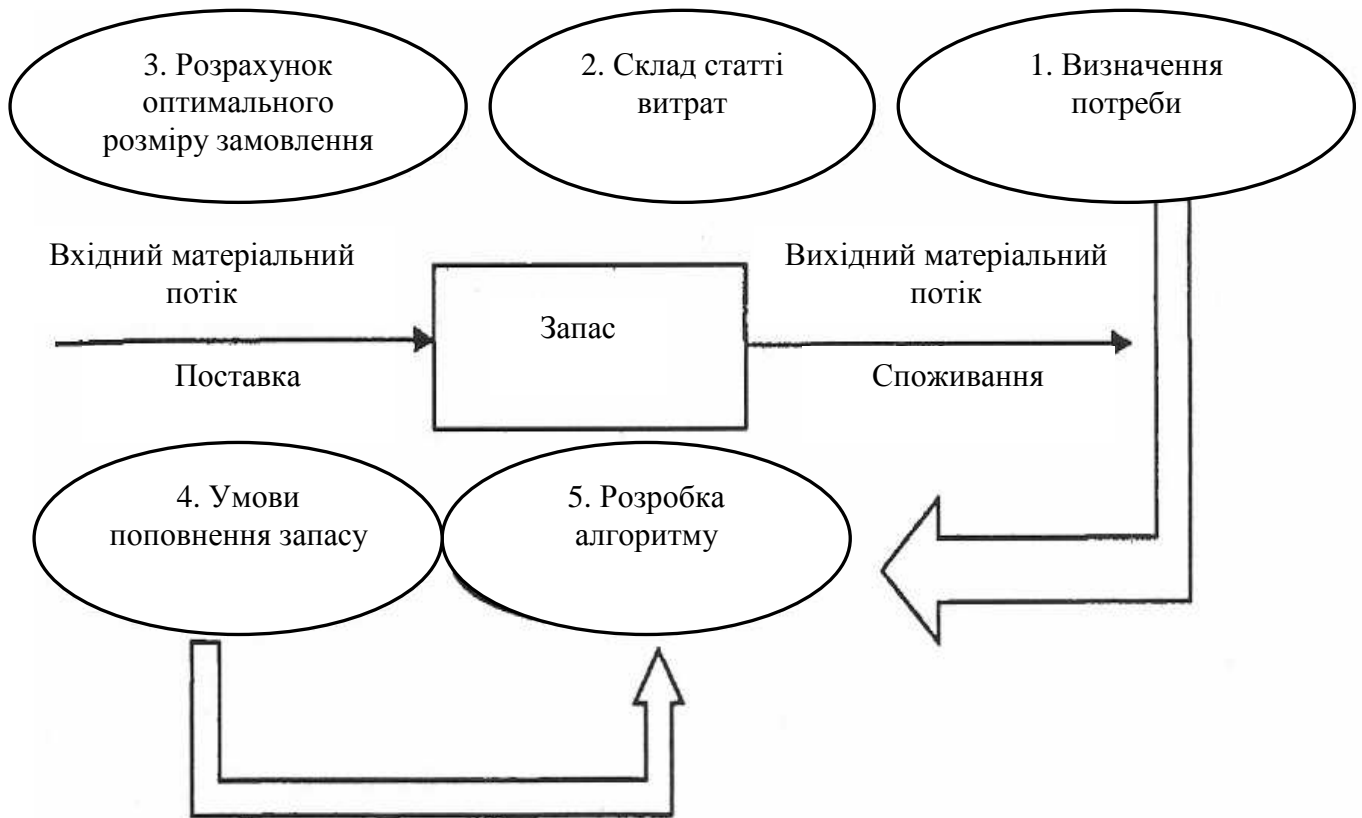 3. Розрахунок
оптимального
розміру замовлення
2. Склад статті
витрат
1. Визначення
потреби
Вхідний матеріальний
потік
Поставка
Запас
Вихідний матеріальний
потік
Споживання
4. Умови
поповнення запасу
5. Розробка
алгоритму